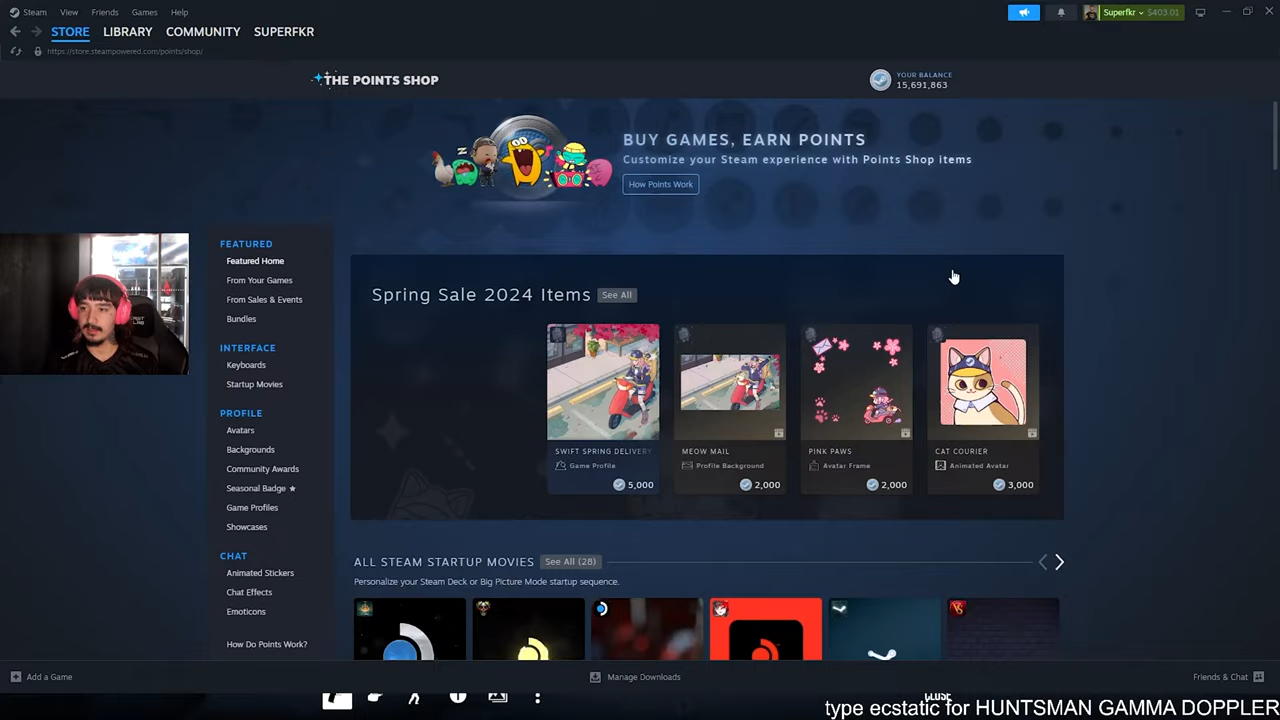 Steam View Friends Games Help
Superfkr $403.01
STORE LIBRARY COMMUNITY SUPERFKR
https://store.steampowered.com/points/shop/
THE POINTS SHOP
YOUR BALANCE
15,691,863
BUY GAMES, EARN POINTS
Customize your Steam experience with Points Shop items
How Points Work
FEATURED
Featured Home
From Your Games
From Sales & Events
Bundles
INTERFACE
Keyboards
Startup Movies
PROFILE
Avatars
Backgrounds
Community Awards
Seasonal Badge
Game Profiles
Showcases
CHAT
Animated Stickers
Chat Effects
Emoticons
How Do Points Work?
Spring Sale 2024 Items See All
SWIFT SPRING DELIVERY
Game Profile
5,000
MEOW MAIL
Profile Background
2,000
PINK PAWS
Avatar Frame
2,000
CAT COURIER
Animated Avatar
3,000
ALL STEAM STARTUP MOVIES See All (28)
Personalize your Steam Deck or Big Picture Mode startup sequence.
Add a Game
Manage Downloads
Friends & Chat
CLOSE
type ecstatic for HUNTSMAN GAMMA DOPPLER